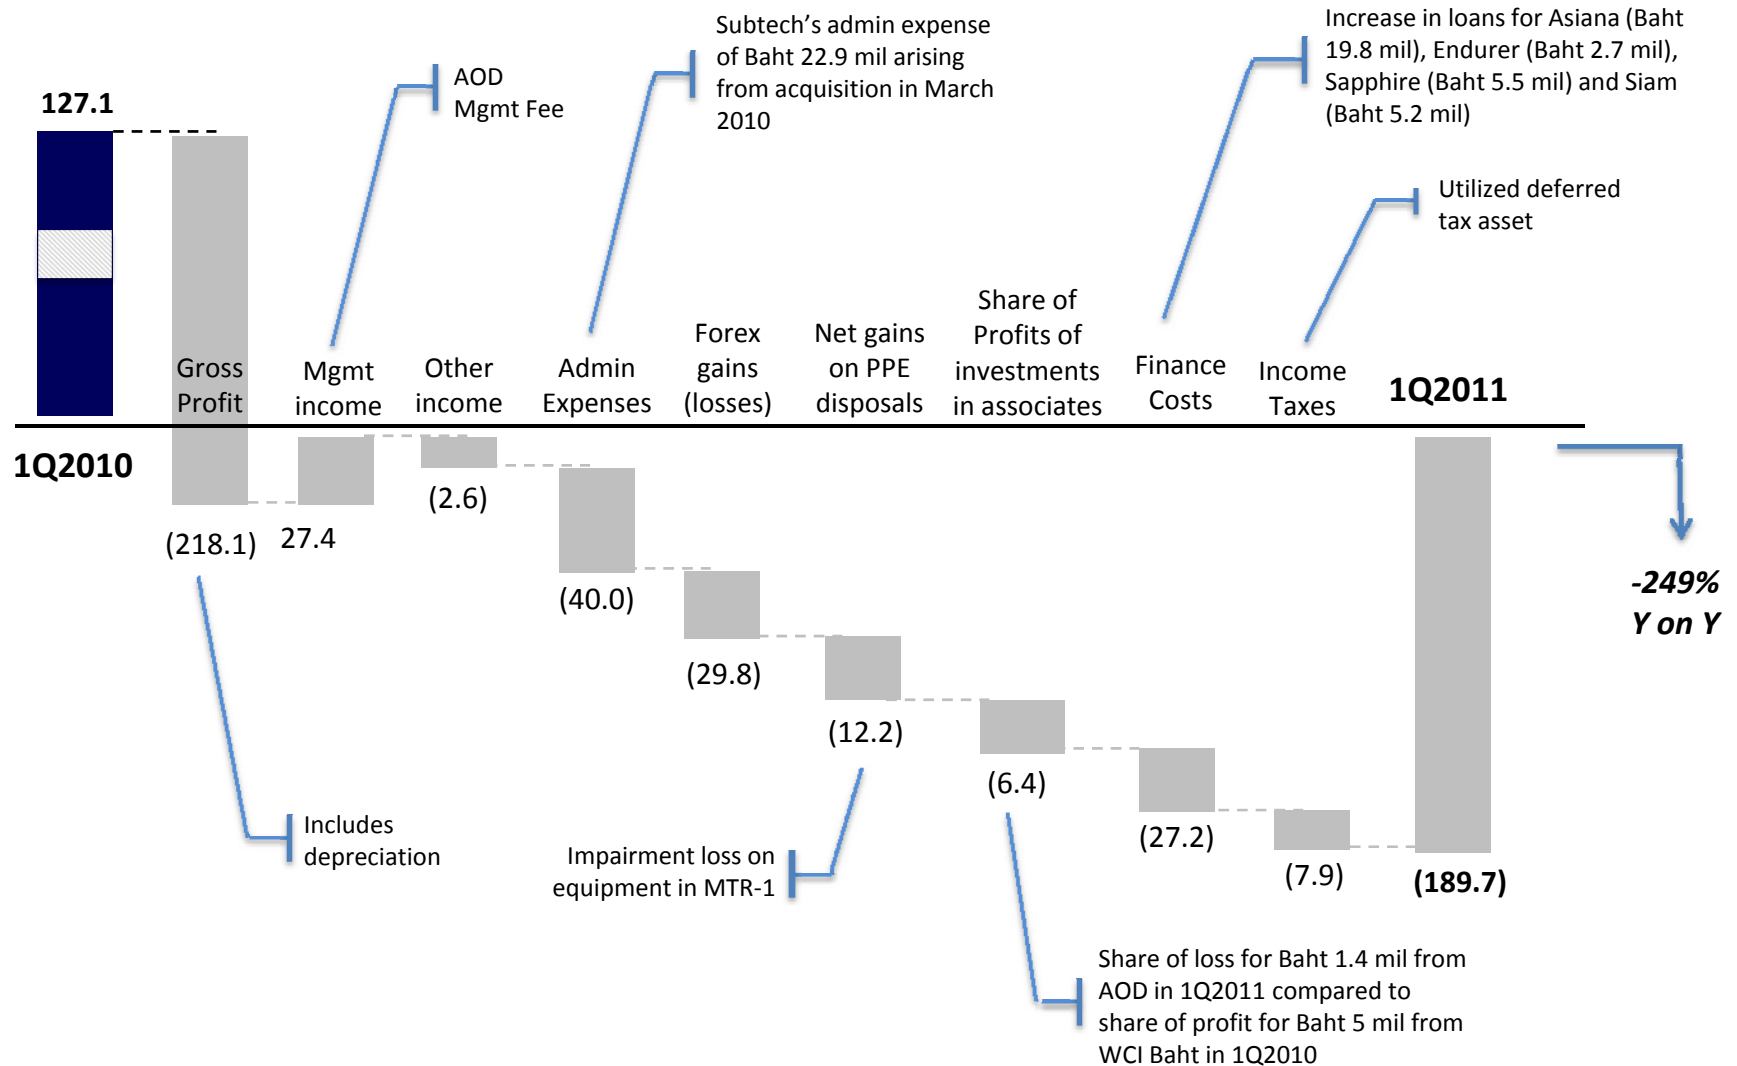 Subtech’s admin expense
of Baht 22.9 mil arising
from acquisition in March
2010
Increase in loans for Asiana (Baht
19.8 mil), Endurer (Baht 2.7 mil),
Sapphire (Baht 5.5 mil) and Siam
(Baht 5.2 mil)
AOD
Mgmt Fee
127.1
Utilized deferred
tax asset
Gross
Profit
Mgmt
income
Other
income
Admin
Expenses
Forex
gains
(losses)
Net gains
on PPE
disposals
Share of
Profits of
investments
in associates
Finance
Costs
Income
Taxes
1Q2011
1Q2010
(218.1)
27.4
(2.6)
(40.0)
(29.8)
(12.2)
(6.4)
(27.2)
(7.9)
(189.7)
-249%
Y on Y
Includes
depreciation
Impairment loss on
equipment in MTR-1
Share of loss for Baht 1.4 mil from
AOD in 1Q2011 compared to
share of profit for Baht 5 mil from
WCI Baht in 1Q2010